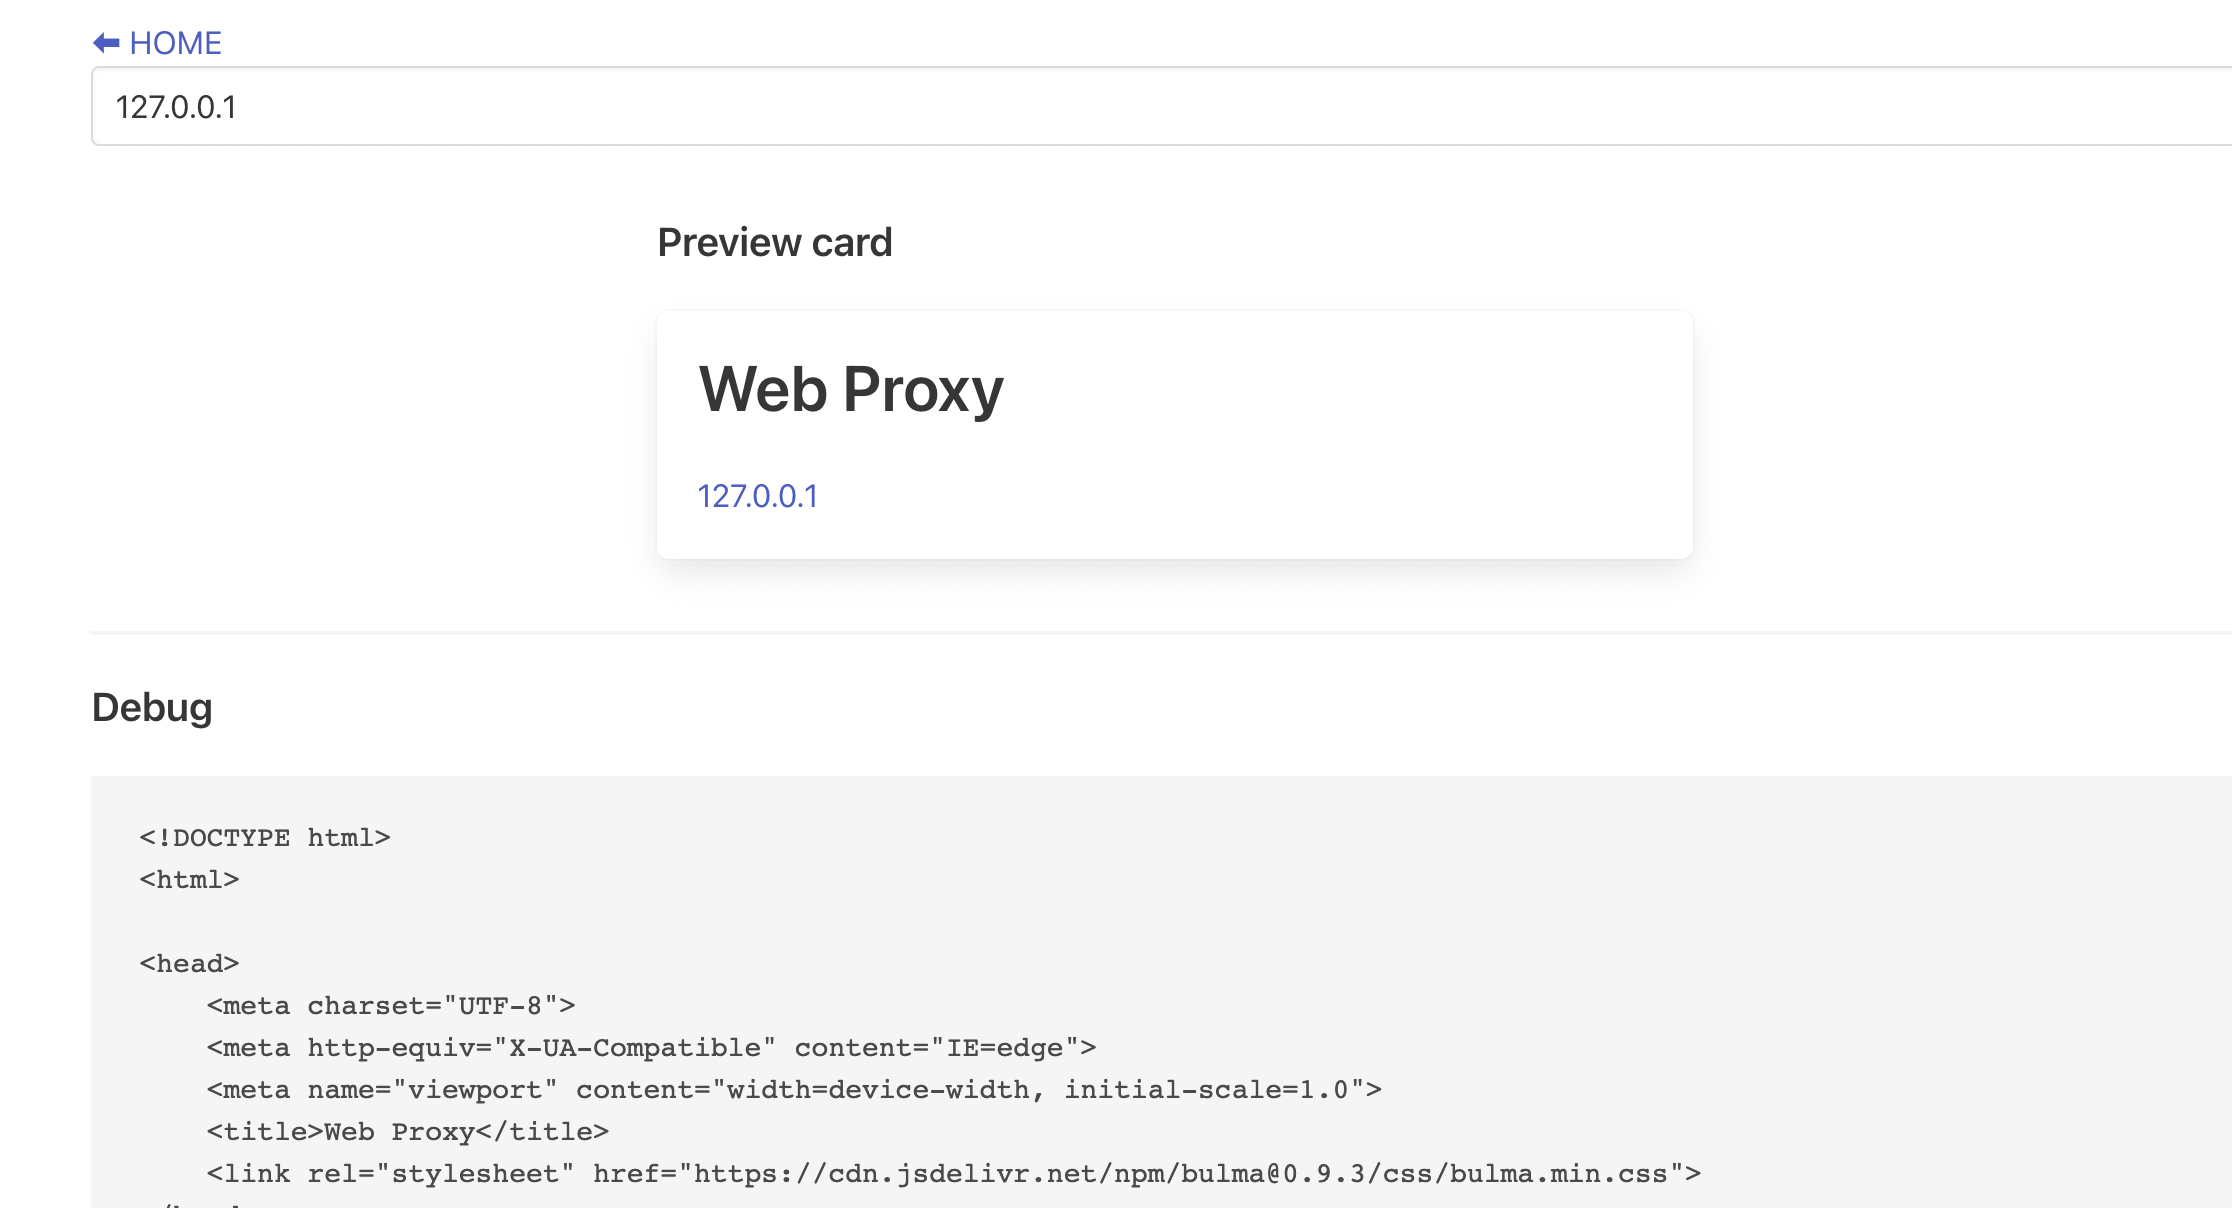 ⬅ HOME
127.0.0.1
Preview card
Web Proxy
127.0.0.1
Debug
<!DOCTYPE html>
<html>
<head>
    <meta charset="UTF-8">
    <meta http-equiv="X-UA-Compatible" content="IE=edge">
    <meta name="viewport" content="width=device-width, initial-scale=1.0">
    <title>Web Proxy</title>
    <link rel="stylesheet" href="https://cdn.jsdelivr.net/npm/bulma@0.9.3/css/bulma.min.css">